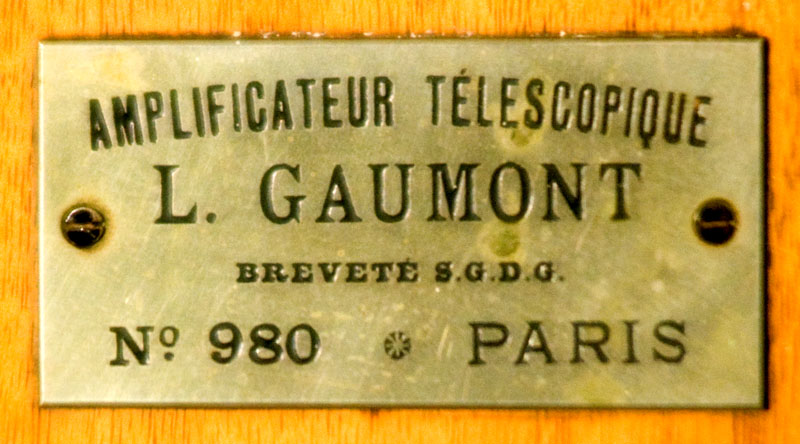 AMPLIFICATEUR TÉLESCOPIQUE
L. GAUMONT
BREVETÉ S.G.D.G.
Nº 980 * PARIS